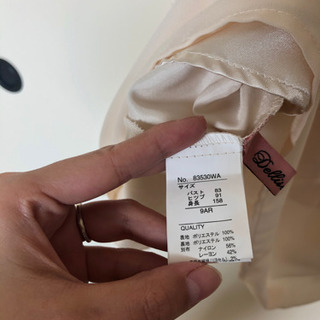 No. 83530WA
サイズ
バスト 83
ヒップ 91
身長 158
9AR
QUALITY
表地 ポリエステル 100%
裏地 ポリエステル 100%
別布 ナイロン 58%
レーヨン 42%